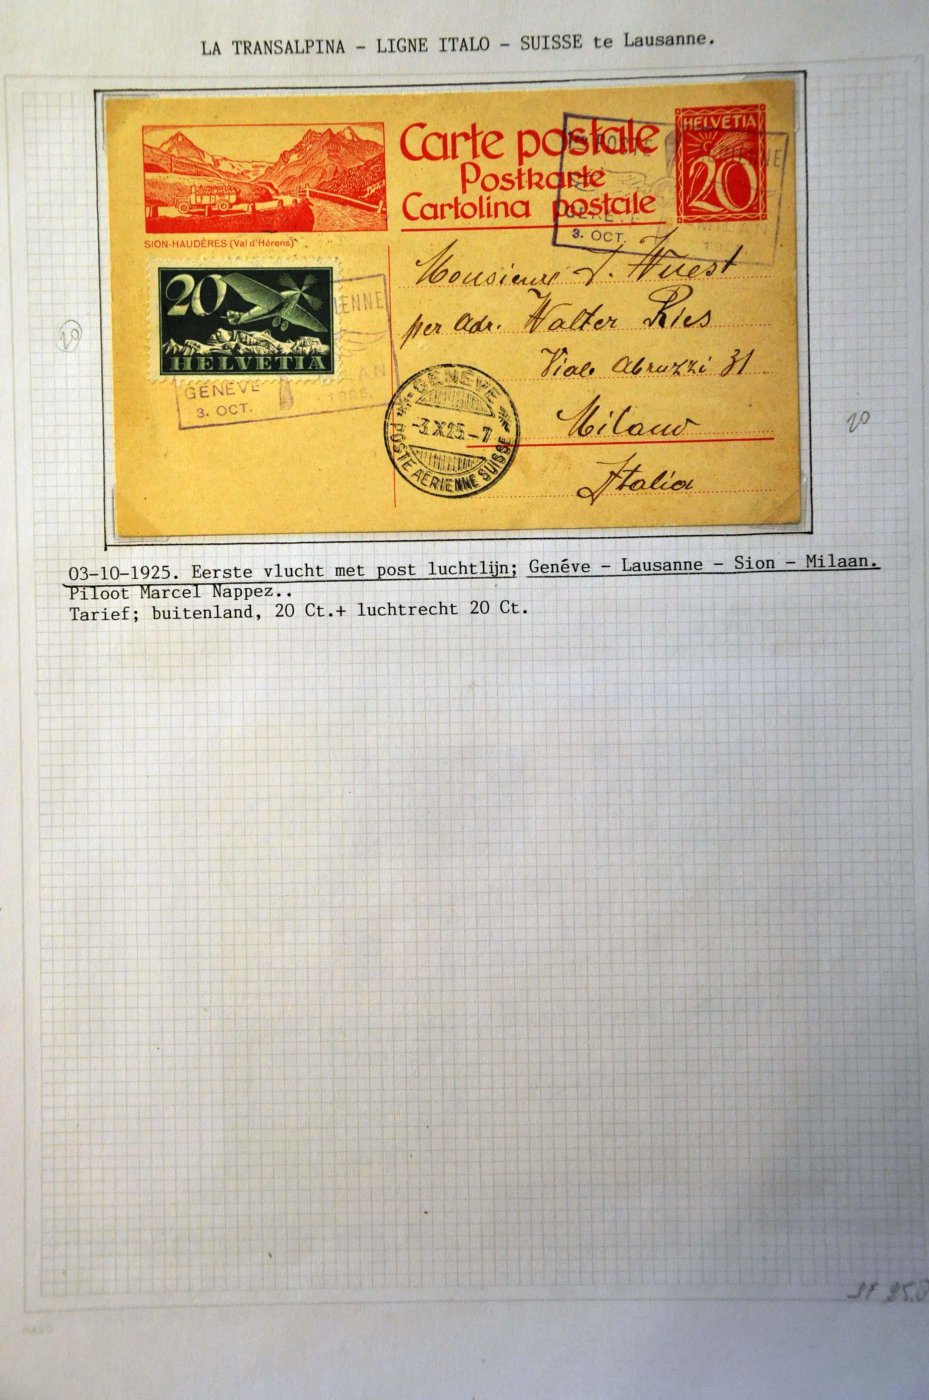 LA TRANSALPINA - LIGNE ITALO - SUISSE te Lausanne.
Carte postale
Postkarte
Cartolina postale
HELVETIA
20
SION-HAUDÈRES (Val d'Hérens)
GENÈVE
3. OCT.
20
HELVETIA
GENÈVE
3. OCT.
Monsieur J. Wuest
per adr. Walter Ries
Viale Abruzzi 31
Milano
Italia
GENÈVE
-3.X.25.-7
POSTE AÉRIENNE SUISSE
20
20
03-10-1925. Eerste vlucht met post luchtlijn; Genéve - Lausanne - Sion - Milaan.
Piloot Marcel Nappez..
Tarief; buitenland, 20 Ct.+ luchtrecht 20 Ct.